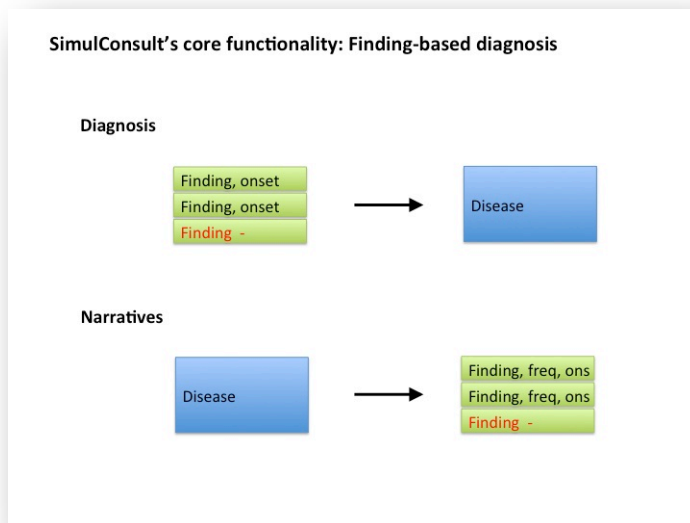 SimulConsult's core functionality: Finding-based diagnosis
Diagnosis
Finding, onset
Finding, onset
Finding -
Disease
Narratives
Disease
Finding, freq, ons
Finding, freq, ons
Finding -